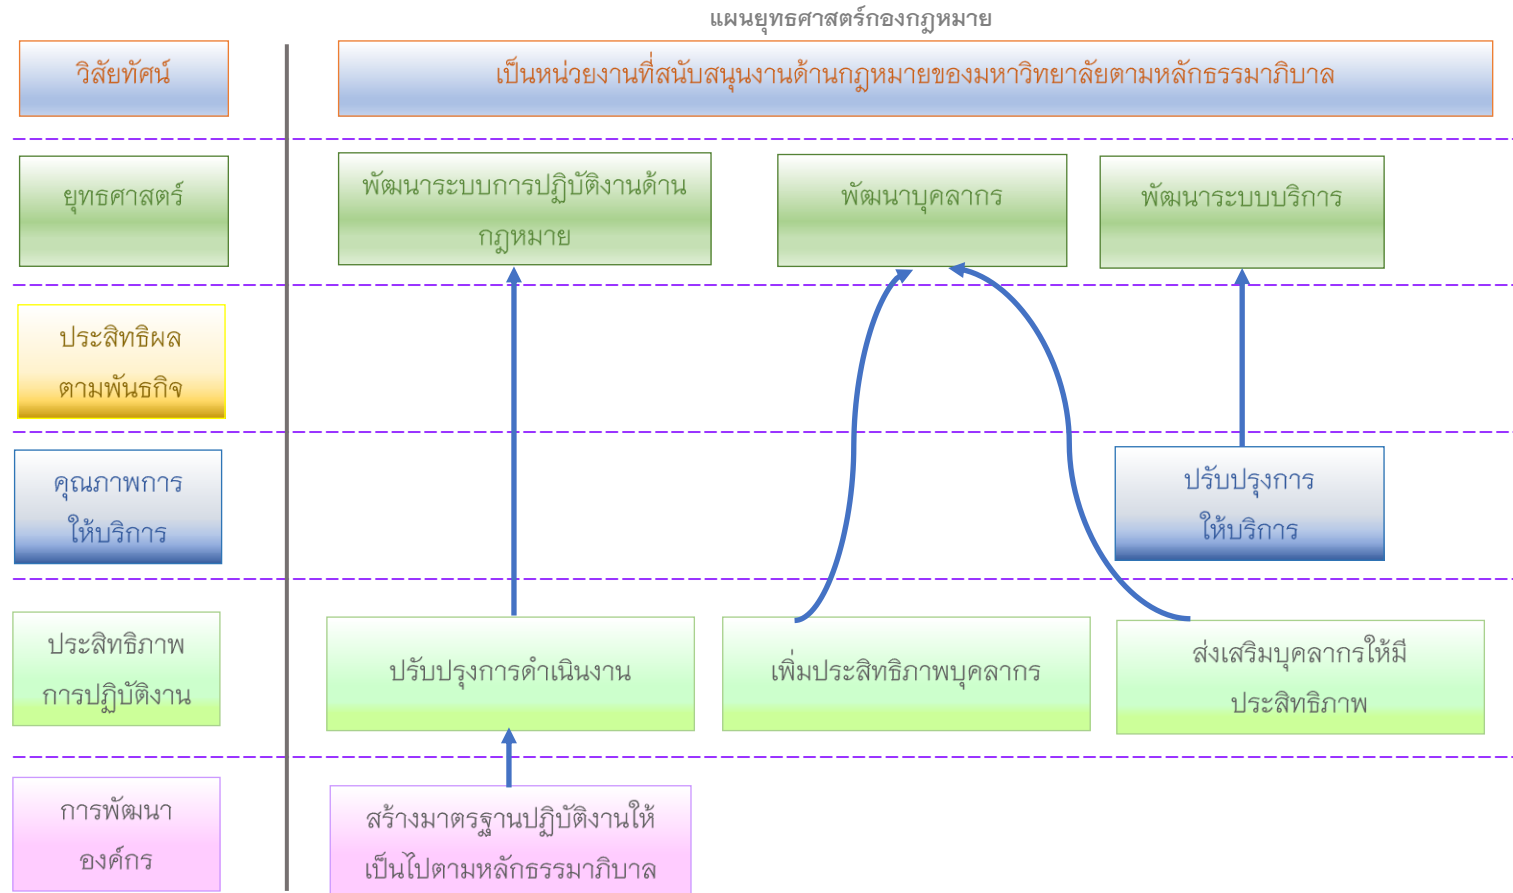 แผนยุทธศาสตร์กองกฎหมาย
วิสัยทัศน์
เป็นหน่วยงานที่สนับสนุนงานด้านกฎหมายของมหาวิทยาลัยตามหลักธรรมาภิบาล
ยุทธศาสตร์
พัฒนาระบบการปฏิบัติงานด้าน
กฎหมาย
พัฒนาบุคลากร
พัฒนาระบบบริการ
ประสิทธิผล
ตามพันธกิจ
คุณภาพการ
ให้บริการ
ปรับปรุงการ
ให้บริการ
ประสิทธิภาพ
การปฏิบัติงาน
ปรับปรุงการดำเนินงาน
เพิ่มประสิทธิภาพบุคลากร
ส่งเสริมบุคลากรให้มี
ประสิทธิภาพ
การพัฒนา
องค์กร
สร้างมาตรฐานปฏิบัติงานให้
เป็นไปตามหลักธรรมาภิบาล